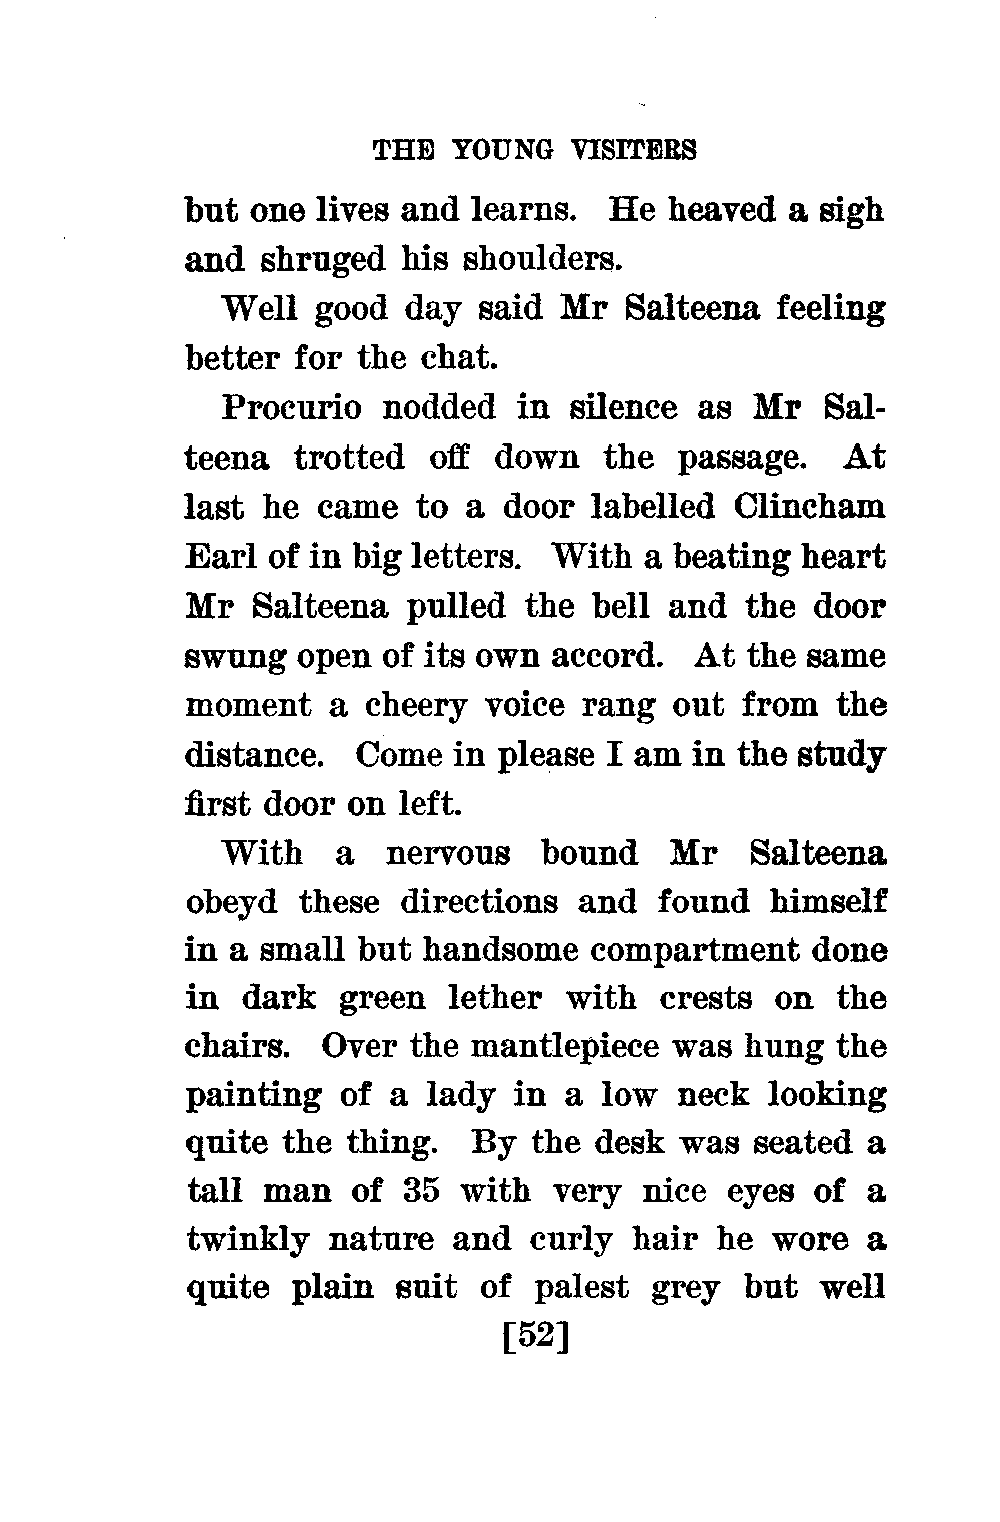 THE YOUNG VISITERS
but one lives and learns. He heaved a sigh
and shruged his shoulders.
Well good day said Mr Salteena feeling
better for the chat.
Procurio nodded in silence as Mr Sal-
teena trotted off down the passage. At
last he came to a door labelled Clincham
Earl of in big letters. With a beating heart
Mr Salteena pulled the bell and the door
swung open of its own accord. At the same
moment a cheery voice rang out from the
distance. Come in please I am in the study
first door on left.
With a nervous bound Mr Salteena
obeyd these directions and found himself
in a small but handsome compartment done
in dark green lether with crests on the
chairs. Over the mantlepiece was hung the
painting of a lady in a low neck looking
quite the thing. By the desk was seated a
tall man of 35 with very nice eyes of a
twinkly nature and curly hair he wore a
quite plain suit of palest grey but well
[52]